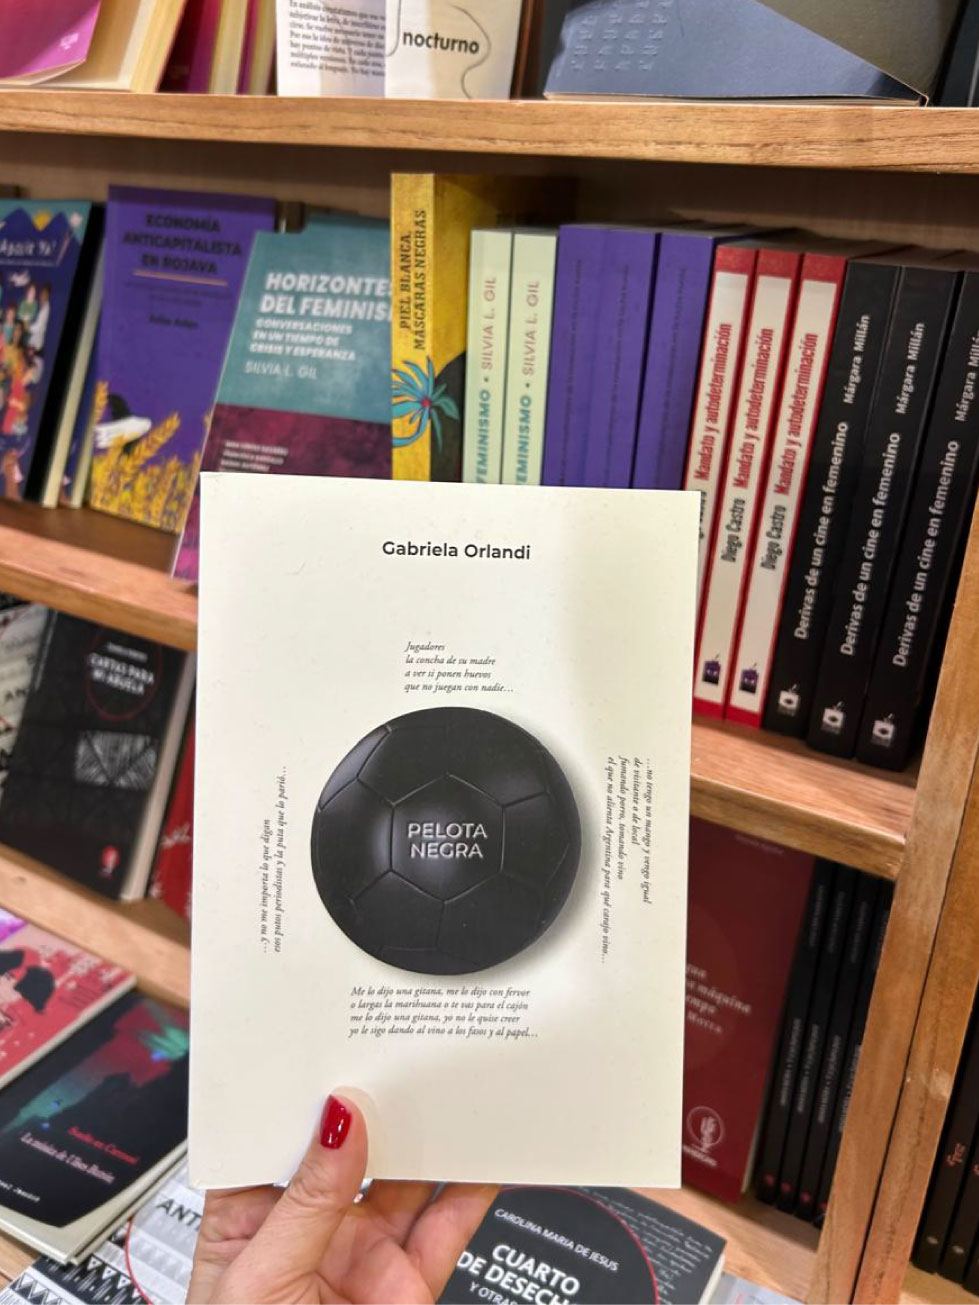 nocturno
ECONOMÍA
ANTICAPITALISTA
EN ROJAVA
HORIZONTES
DEL FEMINIS
CONVERSACIONES
EN UN TIEMPO DE
CRISIS Y ESPERANZA
SILVIA L. GIL
PIEL BLANCA,
MÁSCARAS NEGRAS
FEMINISMO • SILVIA L. GIL
FEMINISMO • SILVIA L. GIL
Diego Castro Mandato y autodeterminación
Diego Castro Mandato y autodeterminación
Mandato y autodeterminación
Derivas de un cine en femenino Márgara Millán
Derivas de un cine en femenino Márgara Millán
Derivas de un cine en femenino Márgara Millá
CARTAS PARA
MI ABUELA
Gabriela Orlandi
Jugadores
la concha de su madre
a ver si ponen huevos
que no juegan con nadie...
PELOTA
NEGRA
...y no me importa lo que digan
esos putos periodistas y la puta que lo parió...
...no tengo un mango y vengo igual
de visitante o de local
fumando porro, tomando vino
el que no alienta Argentina para qué carajo vino...
Me lo dijo una gitana, me lo dijo con fervor
o largas la marihuana o te vas para el cajón
me lo dijo una gitana, yo no le quise creer
yo le sigo dando al vino a los fasos y al papel...
CAROLINA MARIA DE JESUS
CUARTO
DE DESECH
Y OTRAS